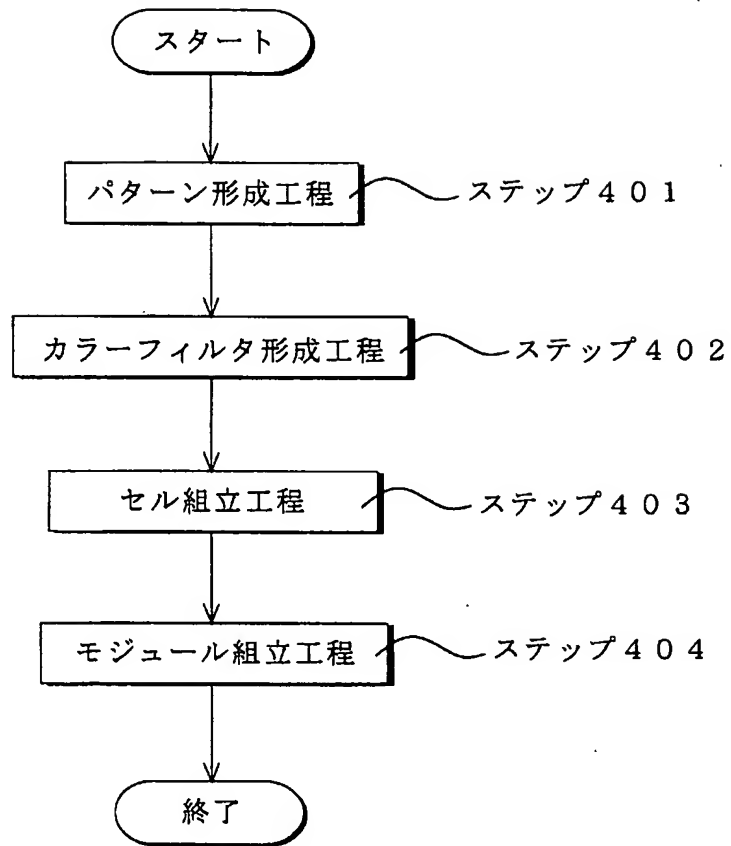 スタート
パターン形成工程
ステップ401
カラーフィルタ形成工程
ステップ402
セル組立工程
ステップ403
モジュール組立工程
ステップ404
終了